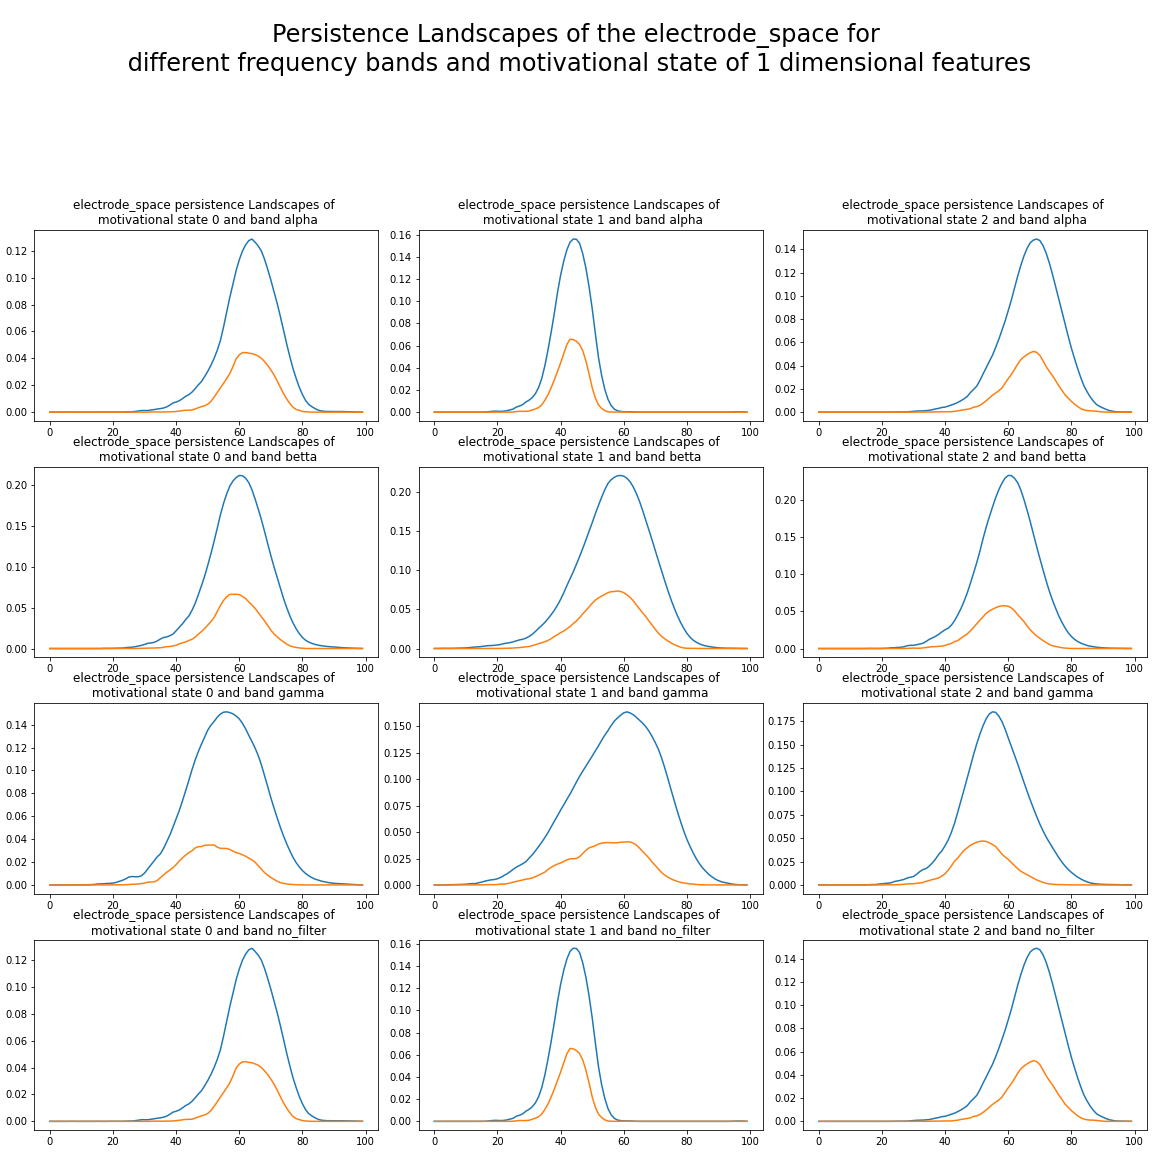 Persistence Landscapes of the electrode_space for
different frequency bands and motivational state of 1 dimensional features
electrode_space persistence Landscapes of
motivational state 0 and band alpha
0.12
0.10
0.08
0.06
0.04
0.02
0.00
0 20 40 60 80 100
electrode_space persistence Landscapes of
motivational state 1 and band alpha
0.16
0.14
0.12
0.10
0.08
0.06
0.04
0.02
0.00
0 20 40 60 80 100
electrode_space persistence Landscapes of
motivational state 2 and band alpha
0.14
0.12
0.10
0.08
0.06
0.04
0.02
0.00
0 20 40 60 80 100
electrode_space persistence Landscapes of
motivational state 0 and band betta
0.20
0.15
0.10
0.05
0.00
0 20 40 60 80 100
electrode_space persistence Landscapes of
motivational state 1 and band betta
0.20
0.15
0.10
0.05
0.00
0 20 40 60 80 100
electrode_space persistence Landscapes of
motivational state 2 and band betta
0.20
0.15
0.10
0.05
0.00
0 20 40 60 80 100
electrode_space persistence Landscapes of
motivational state 0 and band gamma
0.14
0.12
0.10
0.08
0.06
0.04
0.02
0.00
0 20 40 60 80 100
electrode_space persistence Landscapes of
motivational state 1 and band gamma
0.150
0.125
0.100
0.075
0.050
0.025
0.000
0 20 40 60 80 100
electrode_space persistence Landscapes of
motivational state 2 and band gamma
0.175
0.150
0.125
0.100
0.075
0.050
0.025
0.000
0 20 40 60 80 100
electrode_space persistence Landscapes of
motivational state 0 and band no_filter
0.12
0.10
0.08
0.06
0.04
0.02
0.00
0 20 40 60 80 100
electrode_space persistence Landscapes of
motivational state 1 and band no_filter
0.16
0.14
0.12
0.10
0.08
0.06
0.04
0.02
0.00
0 20 40 60 80 100
electrode_space persistence Landscapes of
motivational state 2 and band no_filter
0.14
0.12
0.10
0.08
0.06
0.04
0.02
0.00
0 20 40 60 80 100